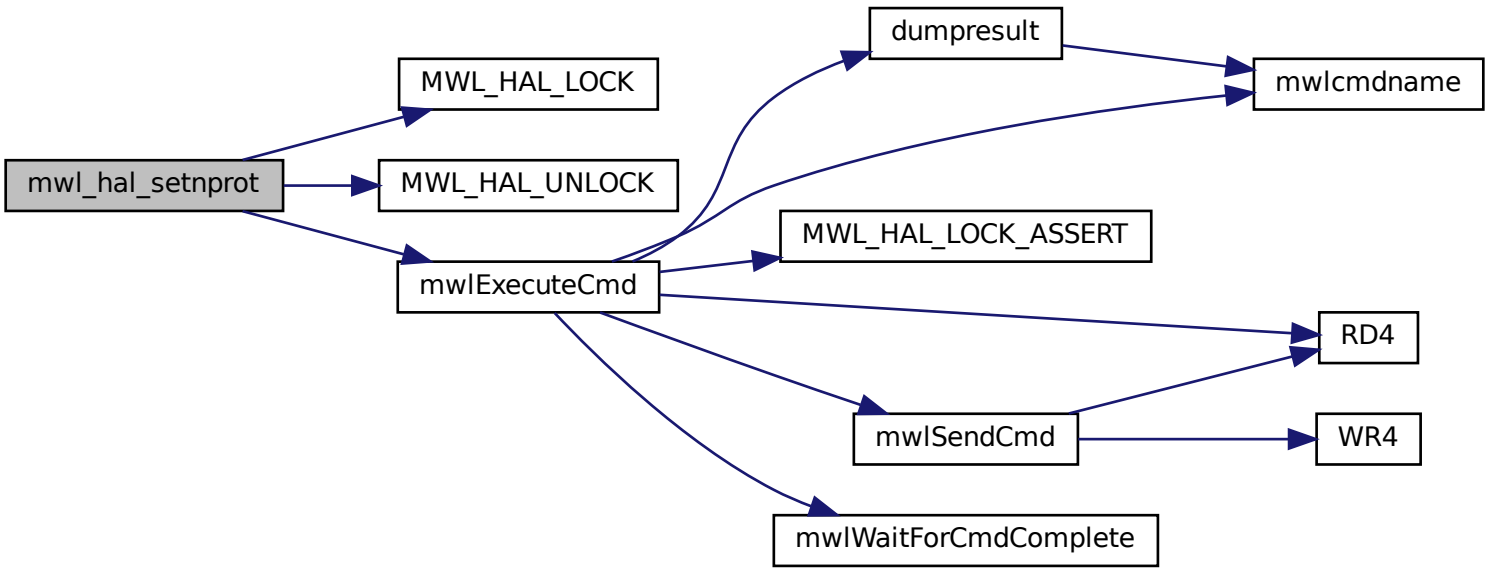 dumpresult
MWL_HAL_LOCK
mwlcmdname
mwl_hal_setnprot
MWL_HAL_UNLOCK
MWL_HAL_LOCK_ASSERT
mwlExecuteCmd
RD4
mwlSendCmd
WR4
mwlWaitForCmdComplete